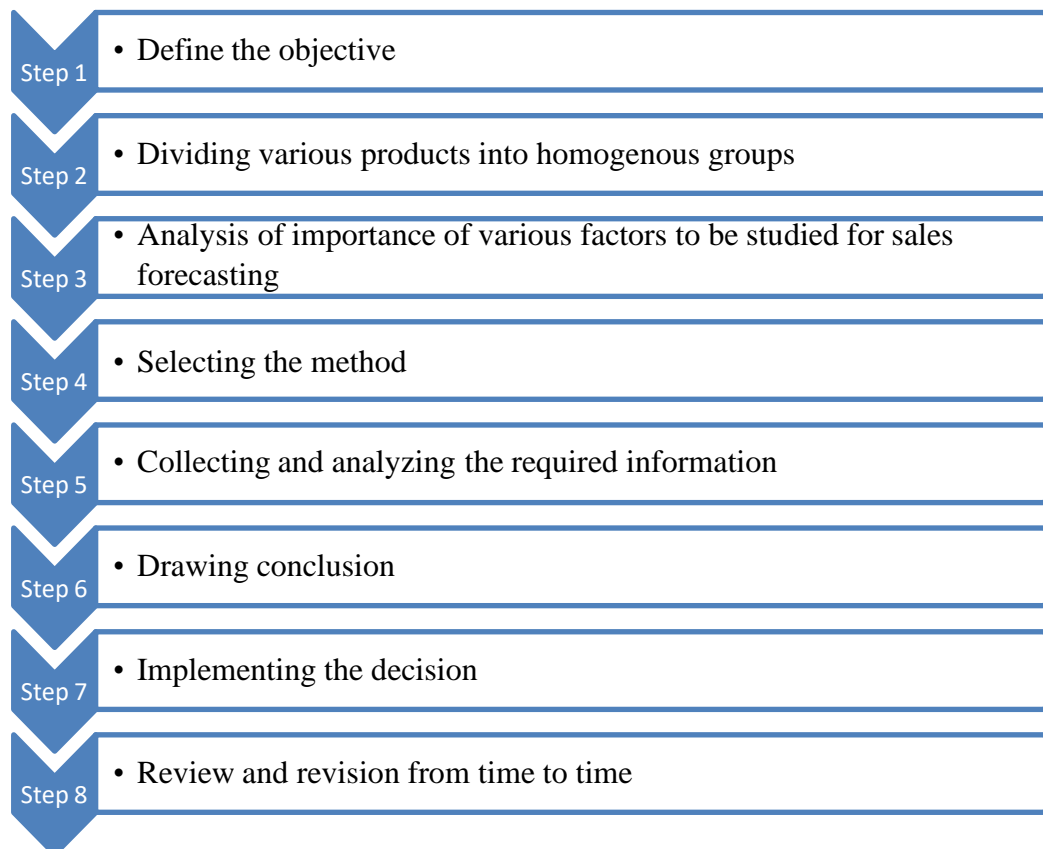 Step 1
• Define the objective
Step 2
• Dividing various products into homogenous groups
Step 3
• Analysis of importance of various factors to be studied for sales
forecasting
Step 4
• Selecting the method
Step 5
• Collecting and analyzing the required information
Step 6
• Drawing conclusion
Step 7
• Implementing the decision
Step 8
• Review and revision from time to time